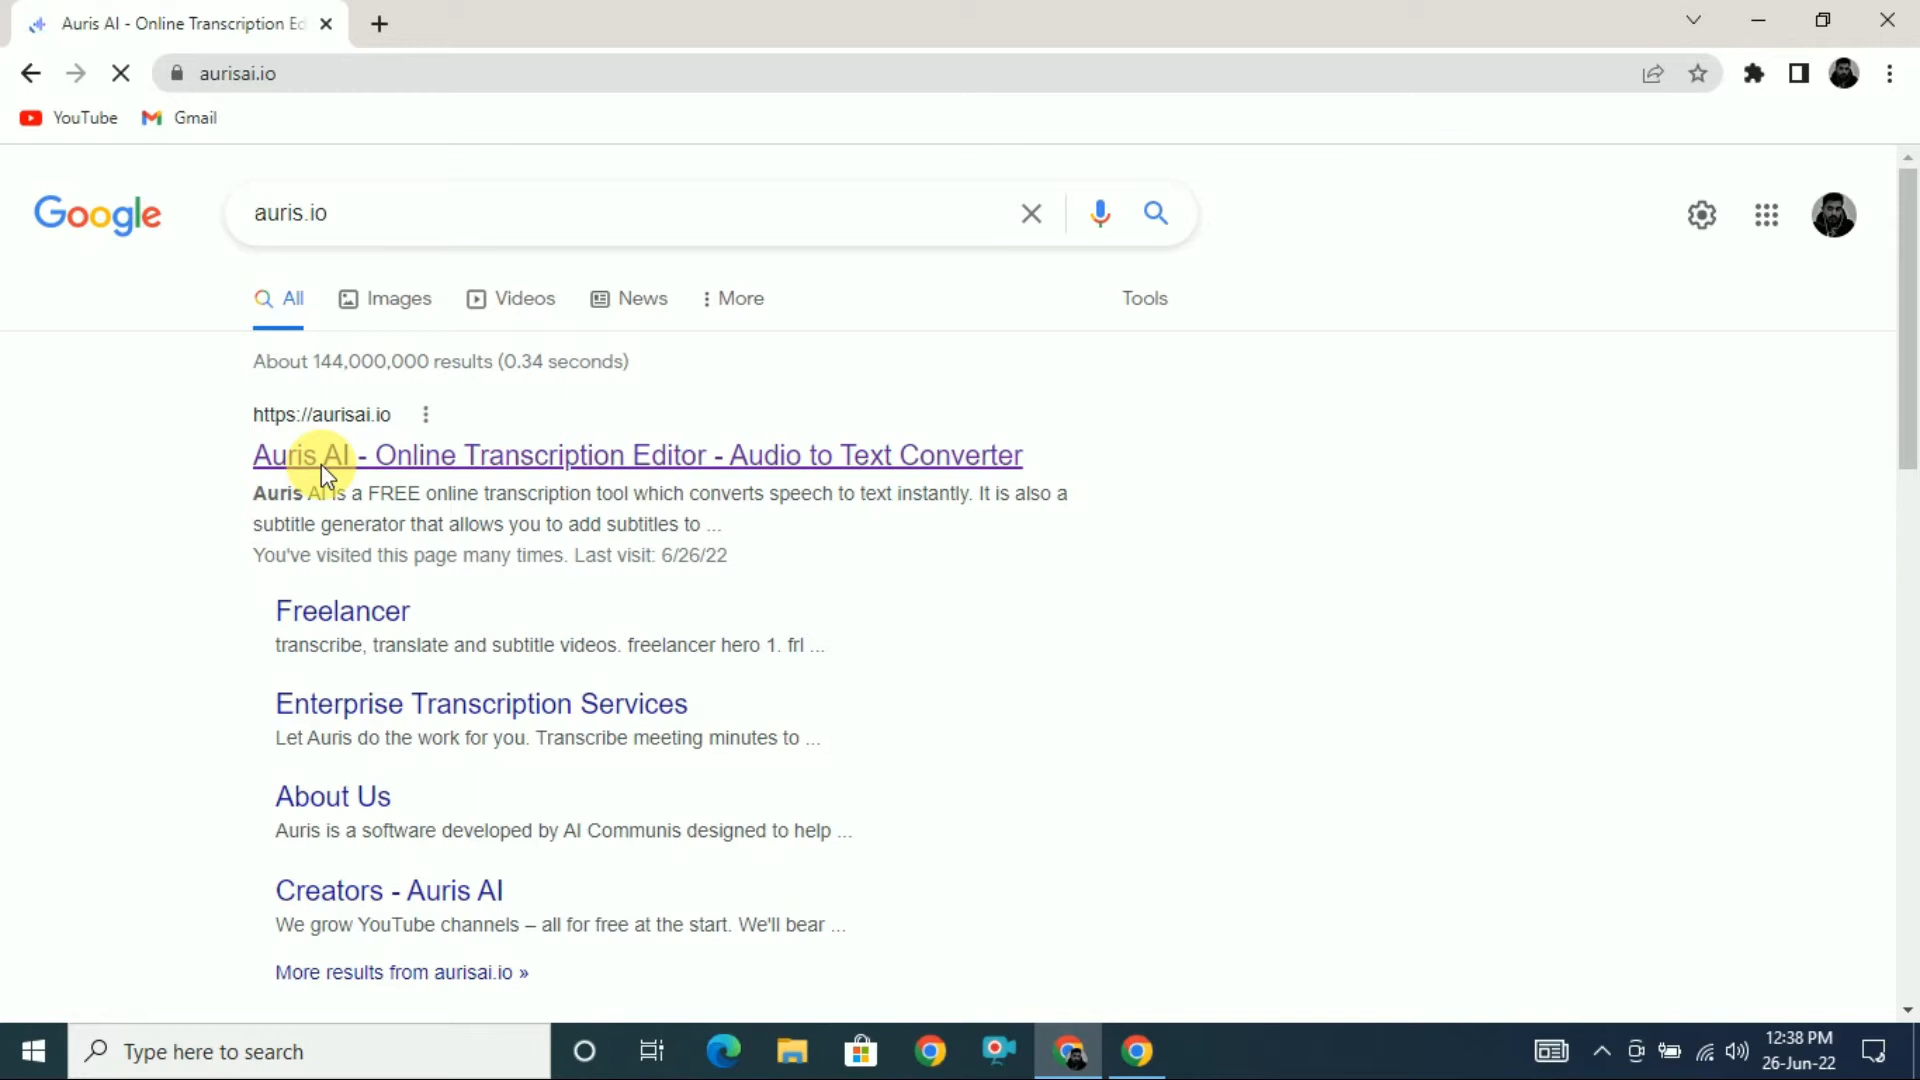 Auris AI - Online Transcription Ed
aurisai.io
YouTube
Gmail
Google
auris.io
All
Images
Videos
News
More
Tools
About 144,000,000 results (0.34 seconds)
https://aurisai.io
Auris AI - Online Transcription Editor - Audio to Text Converter
Auris AI is a FREE online transcription tool which converts speech to text instantly. It is also a
subtitle generator that allows you to add subtitles to ...
You've visited this page many times. Last visit: 6/26/22
Freelancer
transcribe, translate and subtitle videos. freelancer hero 1. frl ...
Enterprise Transcription Services
Let Auris do the work for you. Transcribe meeting minutes to ...
About Us
Auris is a software developed by AI Communis designed to help ...
Creators - Auris AI
We grow YouTube channels – all for free at the start. We'll bear ...
More results from aurisai.io »
Type here to search
12:38 PM
26-Jun-22